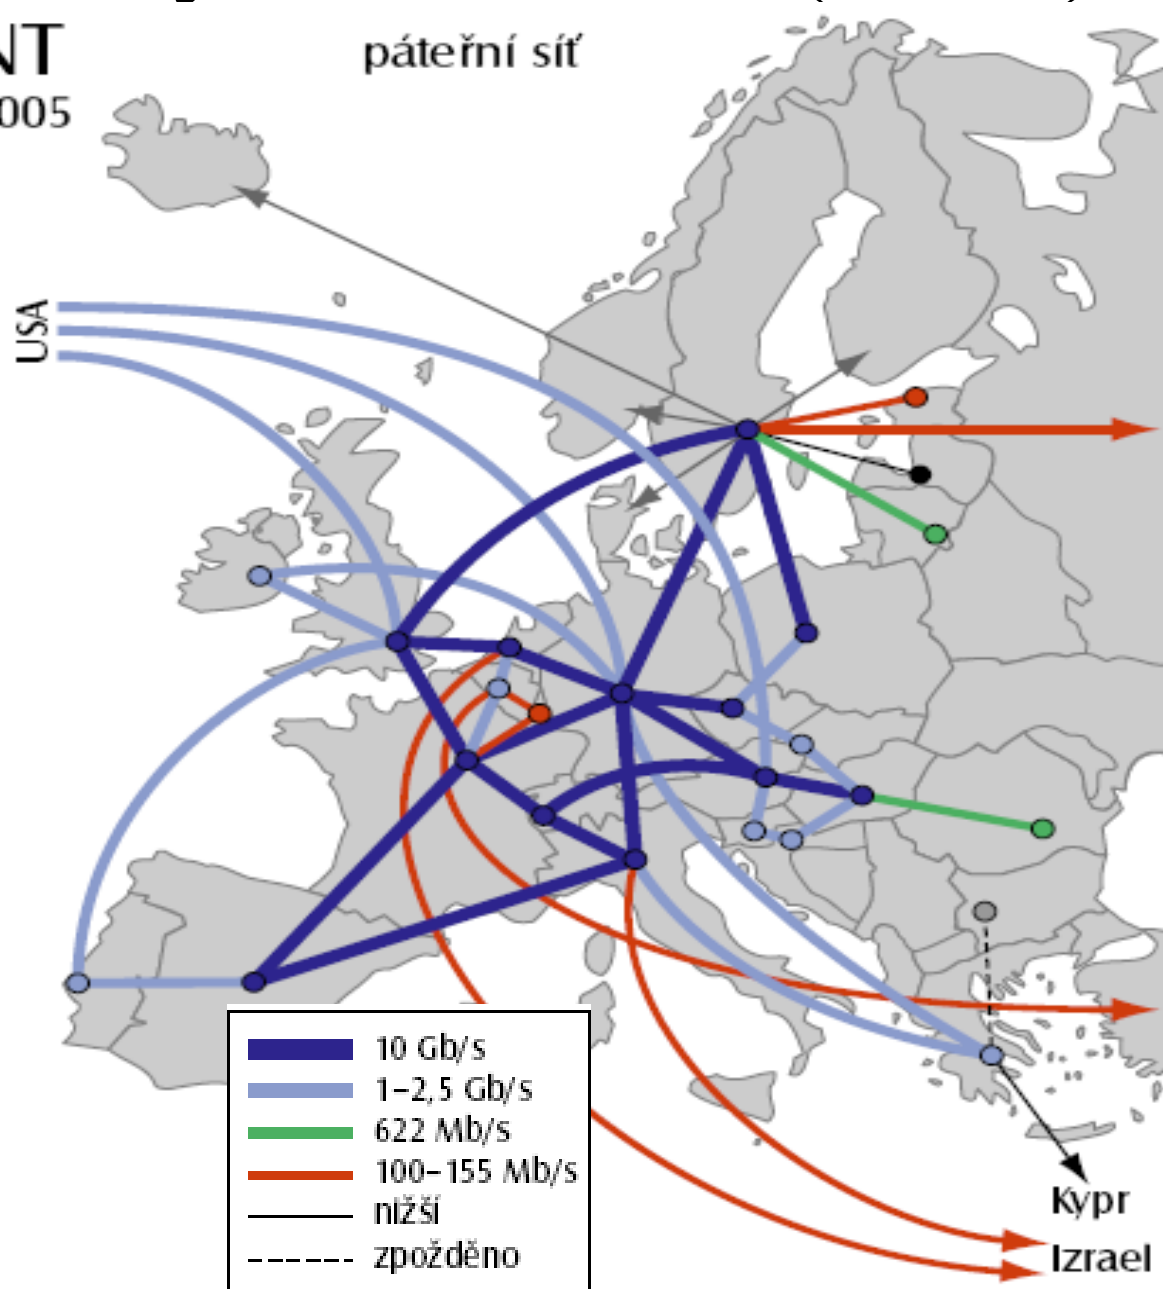 NT
páteřní síť
005
USA
10 Gb/s
1–2,5 Gb/s
622 Mb/s
100–155 Mb/s
nižší
zpožděno
Kypr
Izrael